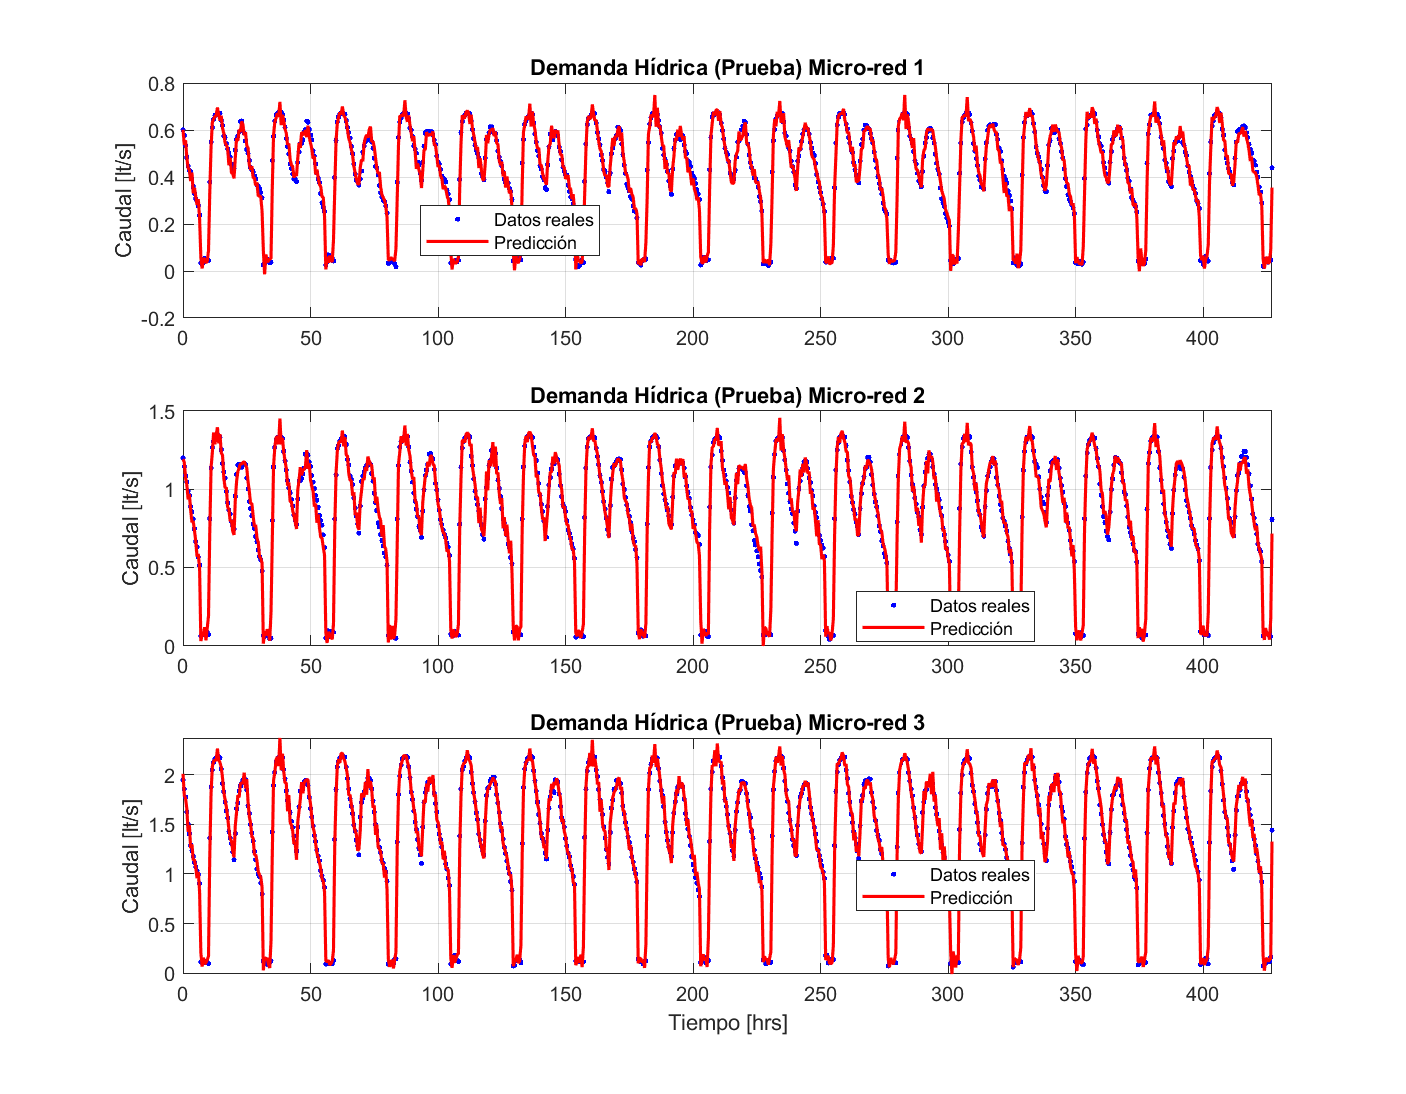 Demanda Hídrica (Prueba) Micro-red 1
Caudal [lt/s]
0.8
0.6
0.4
0.2
0
-0.2
Datos reales
Predicción
0 50 100 150 200 250 300 350 400
Demanda Hídrica (Prueba) Micro-red 2
Caudal [lt/s]
1.5
1
0.5
0
Datos reales
Predicción
0 50 100 150 200 250 300 350 400
Demanda Hídrica (Prueba) Micro-red 3
Caudal [lt/s]
2
1.5
1
0.5
0
Datos reales
Predicción
0 50 100 150 200 250 300 350 400
Tiempo [hrs]